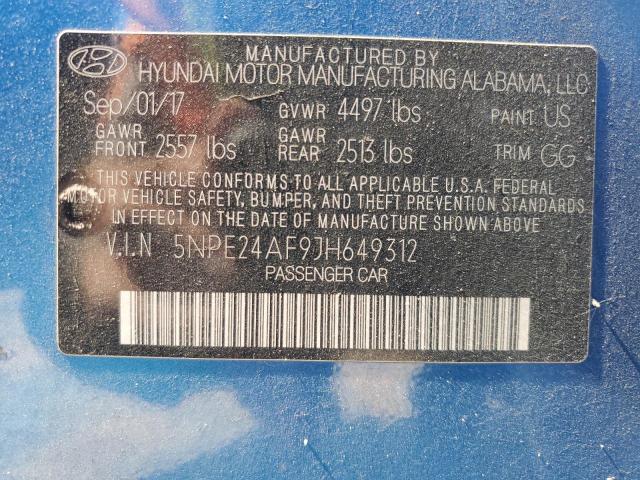 MANUFACTURED BY
HYUNDAI MOTOR MANUFACTURING ALABAMA, LLC
Sep/01/17 GVWR 4497 lbs PAINT US
GAWR FRONT 2557 lbs GAWR REAR 2513 lbs TRIM GG
THIS VEHICLE CONFORMS TO ALL APPLICABLE U.S.A. FEDERAL
MOTOR VEHICLE SAFETY, BUMPER, AND THEFT PREVENTION STANDARDS
IN EFFECT ON THE DATE OF MANUFACTURE SHOWN ABOVE.
V.I.N 5NPE24AF9JH649312
PASSENGER CAR